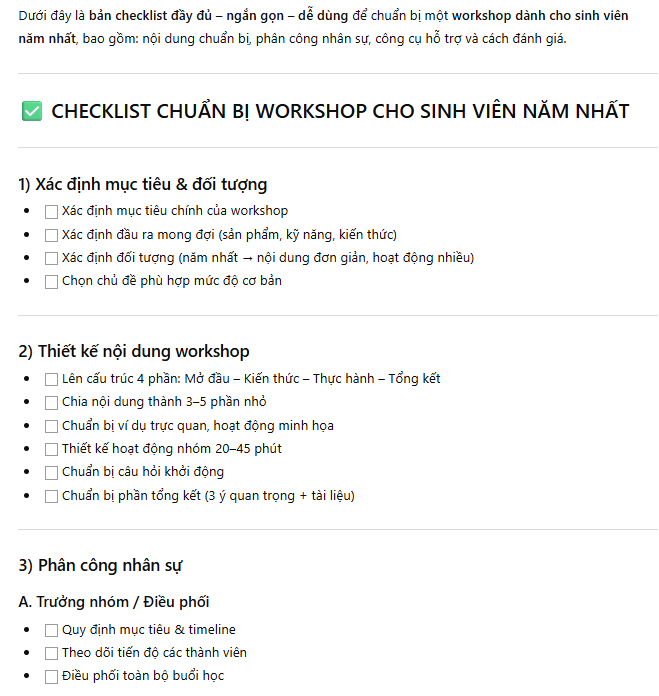 Dưới đây là bản checklist đầy đủ – ngắn gọn – dễ dùng để chuẩn bị một workshop dành cho sinh viên
năm nhất, bao gồm: nội dung chuẩn bị, phân công nhân sự, công cụ hỗ trợ và cách đánh giá.
✅ CHECKLIST CHUẨN BỊ WORKSHOP CHO SINH VIÊN NĂM NHẤT
1) Xác định mục tiêu & đối tượng
• ☐ Xác định mục tiêu chính của workshop
• ☐ Xác định đầu ra mong đợi (sản phẩm, kỹ năng, kiến thức)
• ☐ Xác định đối tượng (năm nhất → nội dung đơn giản, hoạt động nhiều)
• ☐ Chọn chủ đề phù hợp mức độ cơ bản
2) Thiết kế nội dung workshop
• ☐ Lên cấu trúc 4 phần: Mở đầu – Kiến thức – Thực hành – Tổng kết
• ☐ Chia nội dung thành 3–5 phần nhỏ
• ☐ Chuẩn bị ví dụ trực quan, hoạt động minh họa
• ☐ Thiết kế hoạt động nhóm 20–45 phút
• ☐ Chuẩn bị câu hỏi khởi động
• ☐ Chuẩn bị phần tổng kết (3 ý quan trọng + tài liệu)
3) Phân công nhân sự
A. Trưởng nhóm / Điều phối
• ☐ Quy định mục tiêu & timeline
• ☐ Theo dõi tiến độ các thành viên
• ☐ Điều phối toàn bộ buổi học